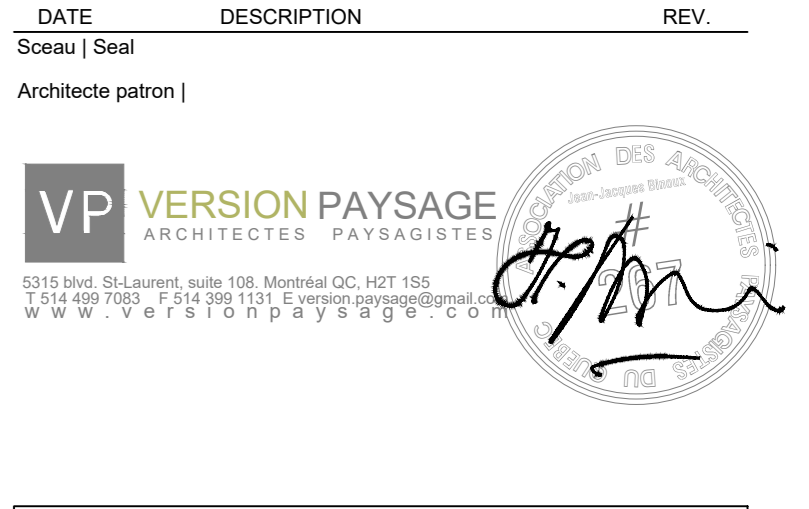 DATE DESCRIPTION REV.
Sceau | Seal
Architecte patron |
VP VERSION PAYSAGE
ARCHITECTES PAYSAGISTES
5315 blvd. St-Laurent, suite 108. Montréal QC, H2T 1S5
T 514 499 7083 F 514 399 1131 E version.paysage@gmail.co
www.versionpaysage.com
ASSOCIATION DES ARCHITECTES PAYSAGISTES DU QUEBEC
Jean-Jacques Binoux
#
267